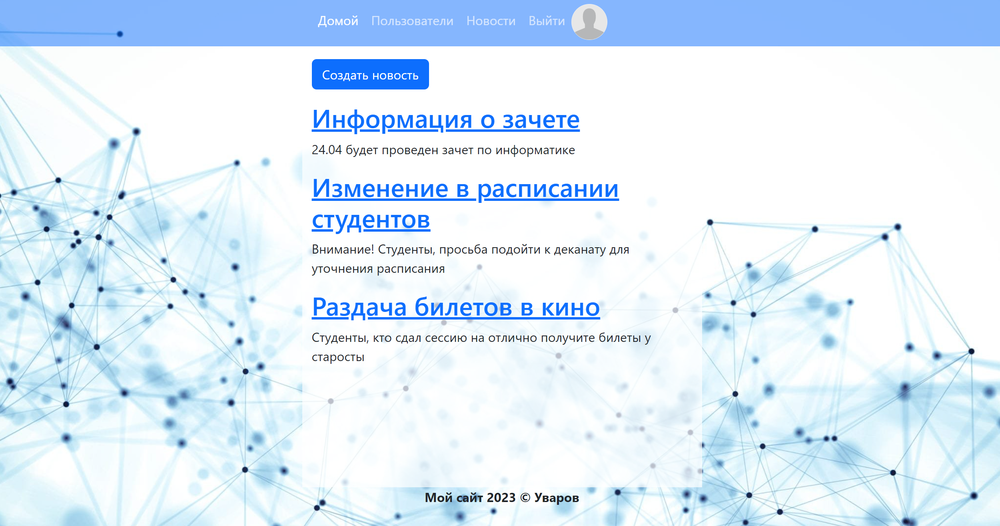 Домой Пользователи Новости Выйти
Создать новость
Информация о зачете
24.04 будет проведен зачет по информатике
Изменение в расписании
студентов
Внимание! Студенты, просьба подойти к деканату для
уточнения расписания
Раздача билетов в кино
Студенты, кто сдал сессию на отлично получите билеты у
старосты
Мой сайт 2023 © Уваров